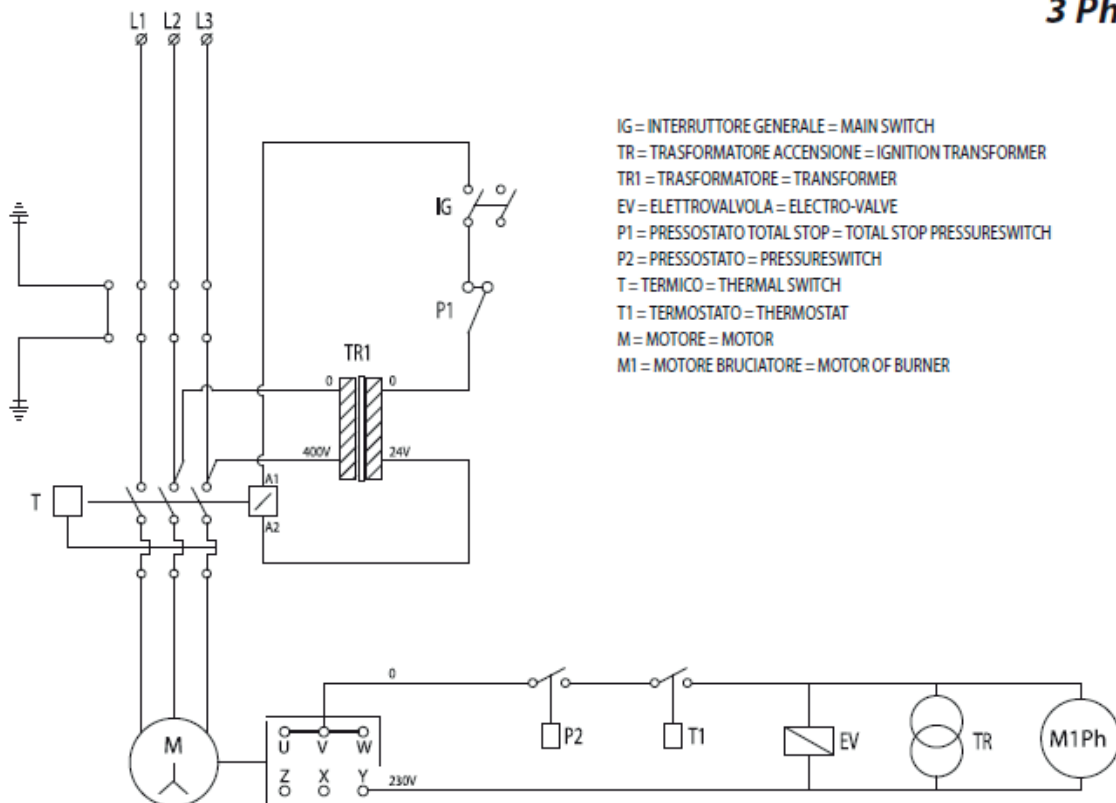 3 Ph
L1 L2 L3
IG = INTERRUTTORE GENERALE = MAIN SWITCH
TR = TRASFORMATORE ACCENSIONE = IGNITION TRANSFORMER
TR1 = TRASFORMATORE = TRANSFORMER
EV = ELETTROVALVOLA = ELECTRO-VALVE
P1 = PRESSOSTATO TOTAL STOP = TOTAL STOP PRESSURESWITCH
P2 = PRESSOSTATO = PRESSURESWITCH
T = TERMICO = THERMAL SWITCH
T1 = TERMOSTATO = THERMOSTAT
M = MOTORE = MOTOR
M1 = MOTORE BRUCIATORE = MOTOR OF BURNER
IG
P1
TR1
0 0
400V 24V
A1
T
A2
0
P2 T1 EV TR M1Ph
M
U V W
Z X Y 230V